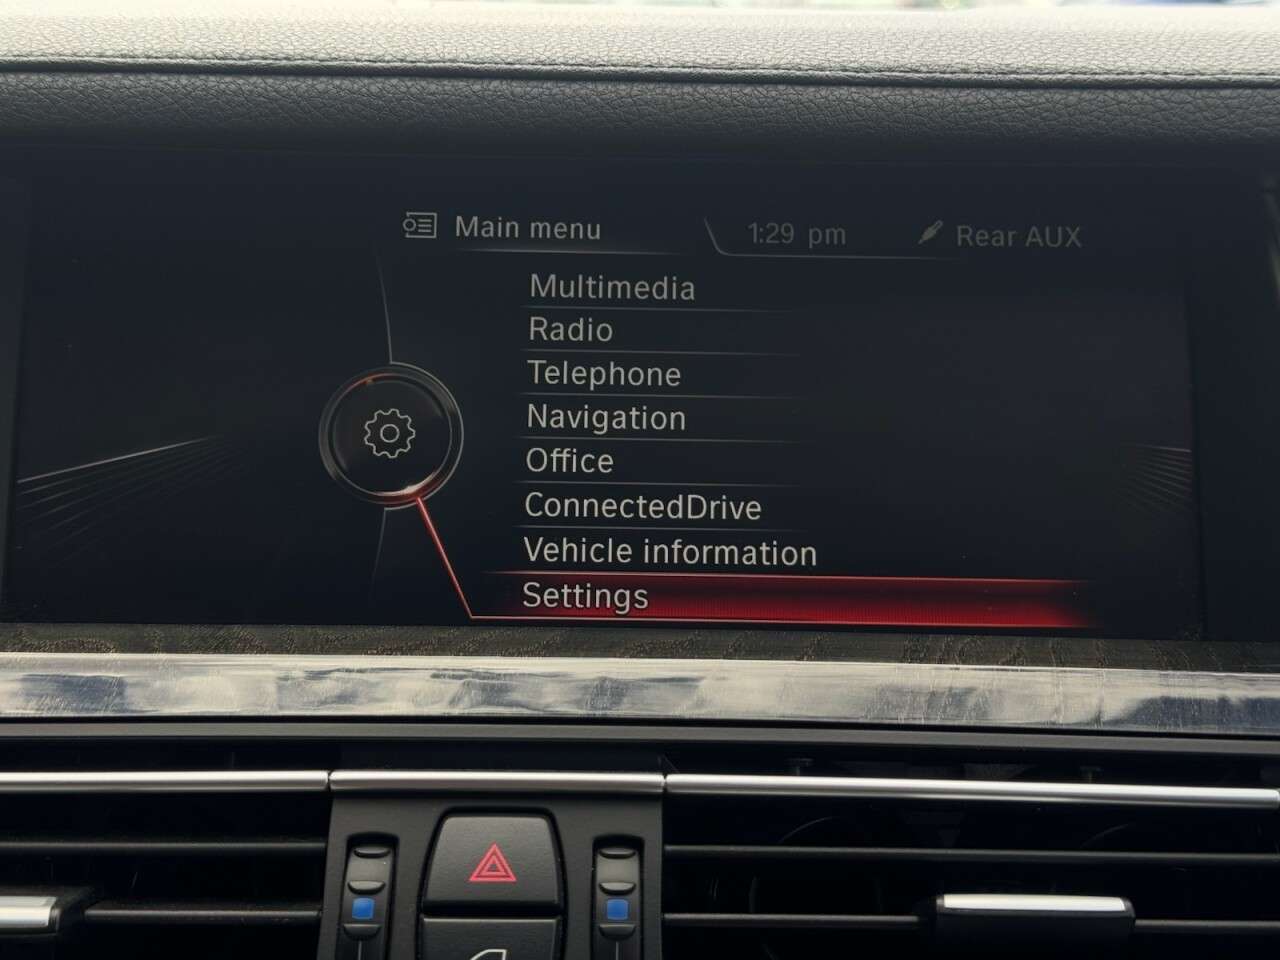 Main menu
1:29 pm
Rear AUX
Multimedia
Radio
Telephone
Navigation
Office
ConnectedDrive
Vehicle information
Settings